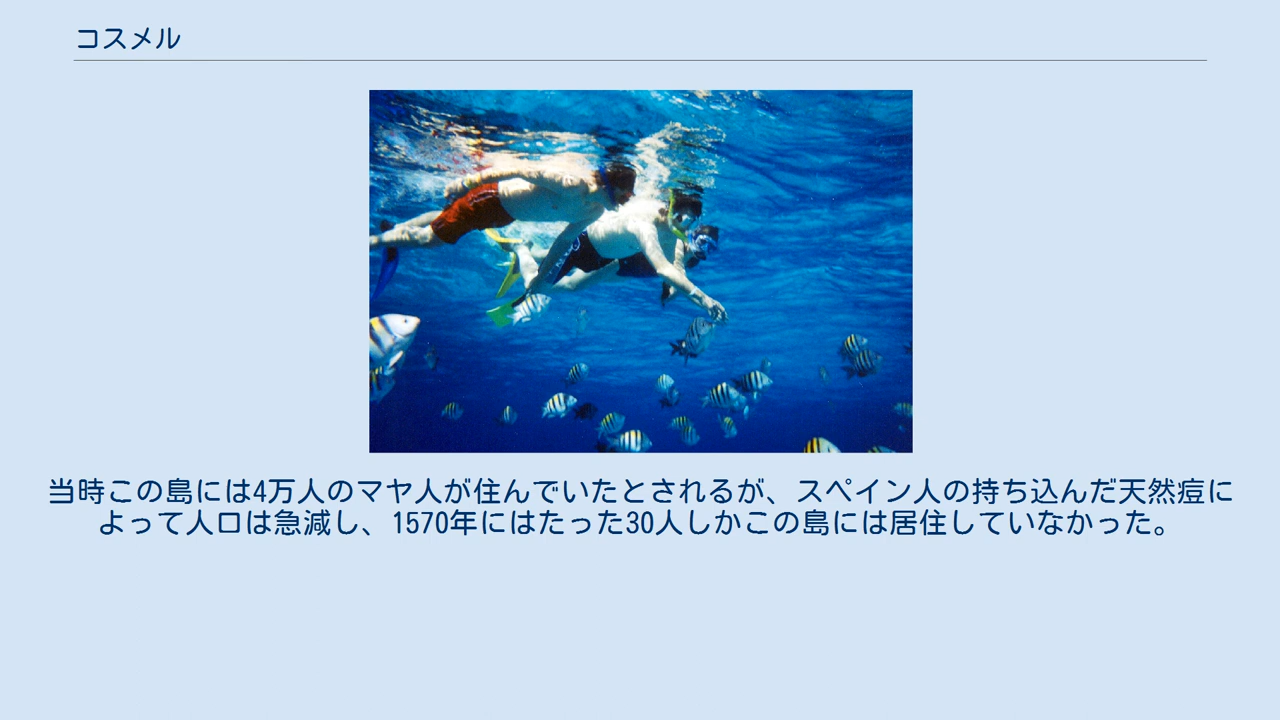 コスメル
当時この島には4万人のマヤ人が住んでいたとされるが、スペイン人の持ち込んだ天然痘に
よって人口は急減し、1570年にはたった30人しかこの島には居住していなかった。